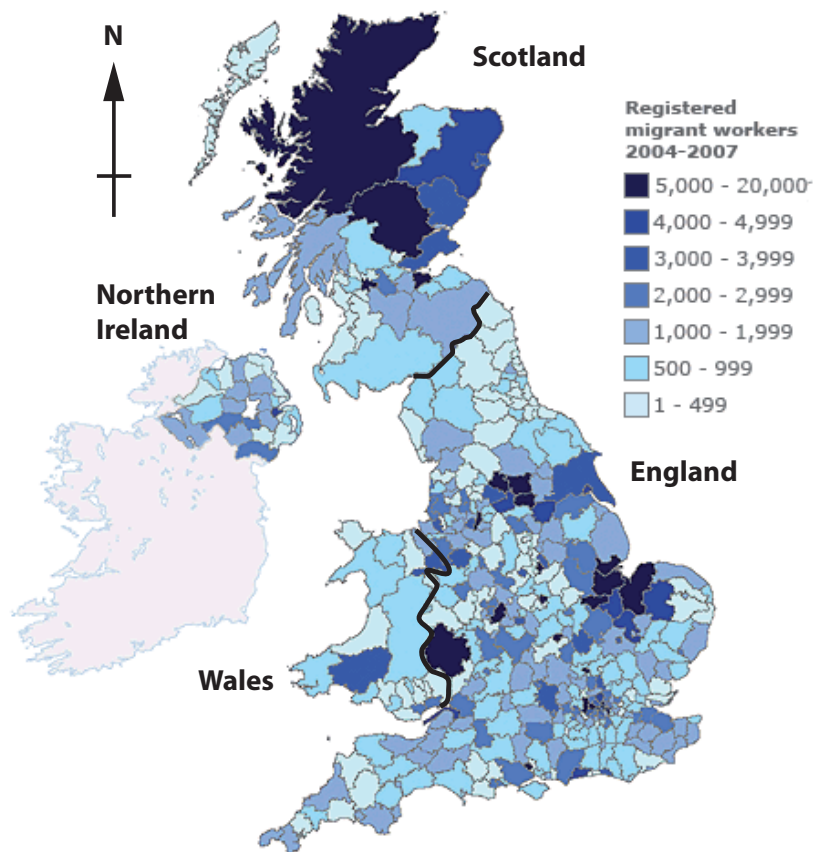 N
Scotland
Registered
migrant workers
2004-2007
5,000 - 20,000
4,000 - 4,999
3,000 - 3,999
2,000 - 2,999
1,000 - 1,999
500 - 999
1 - 499
Northern
Ireland
England
Wales